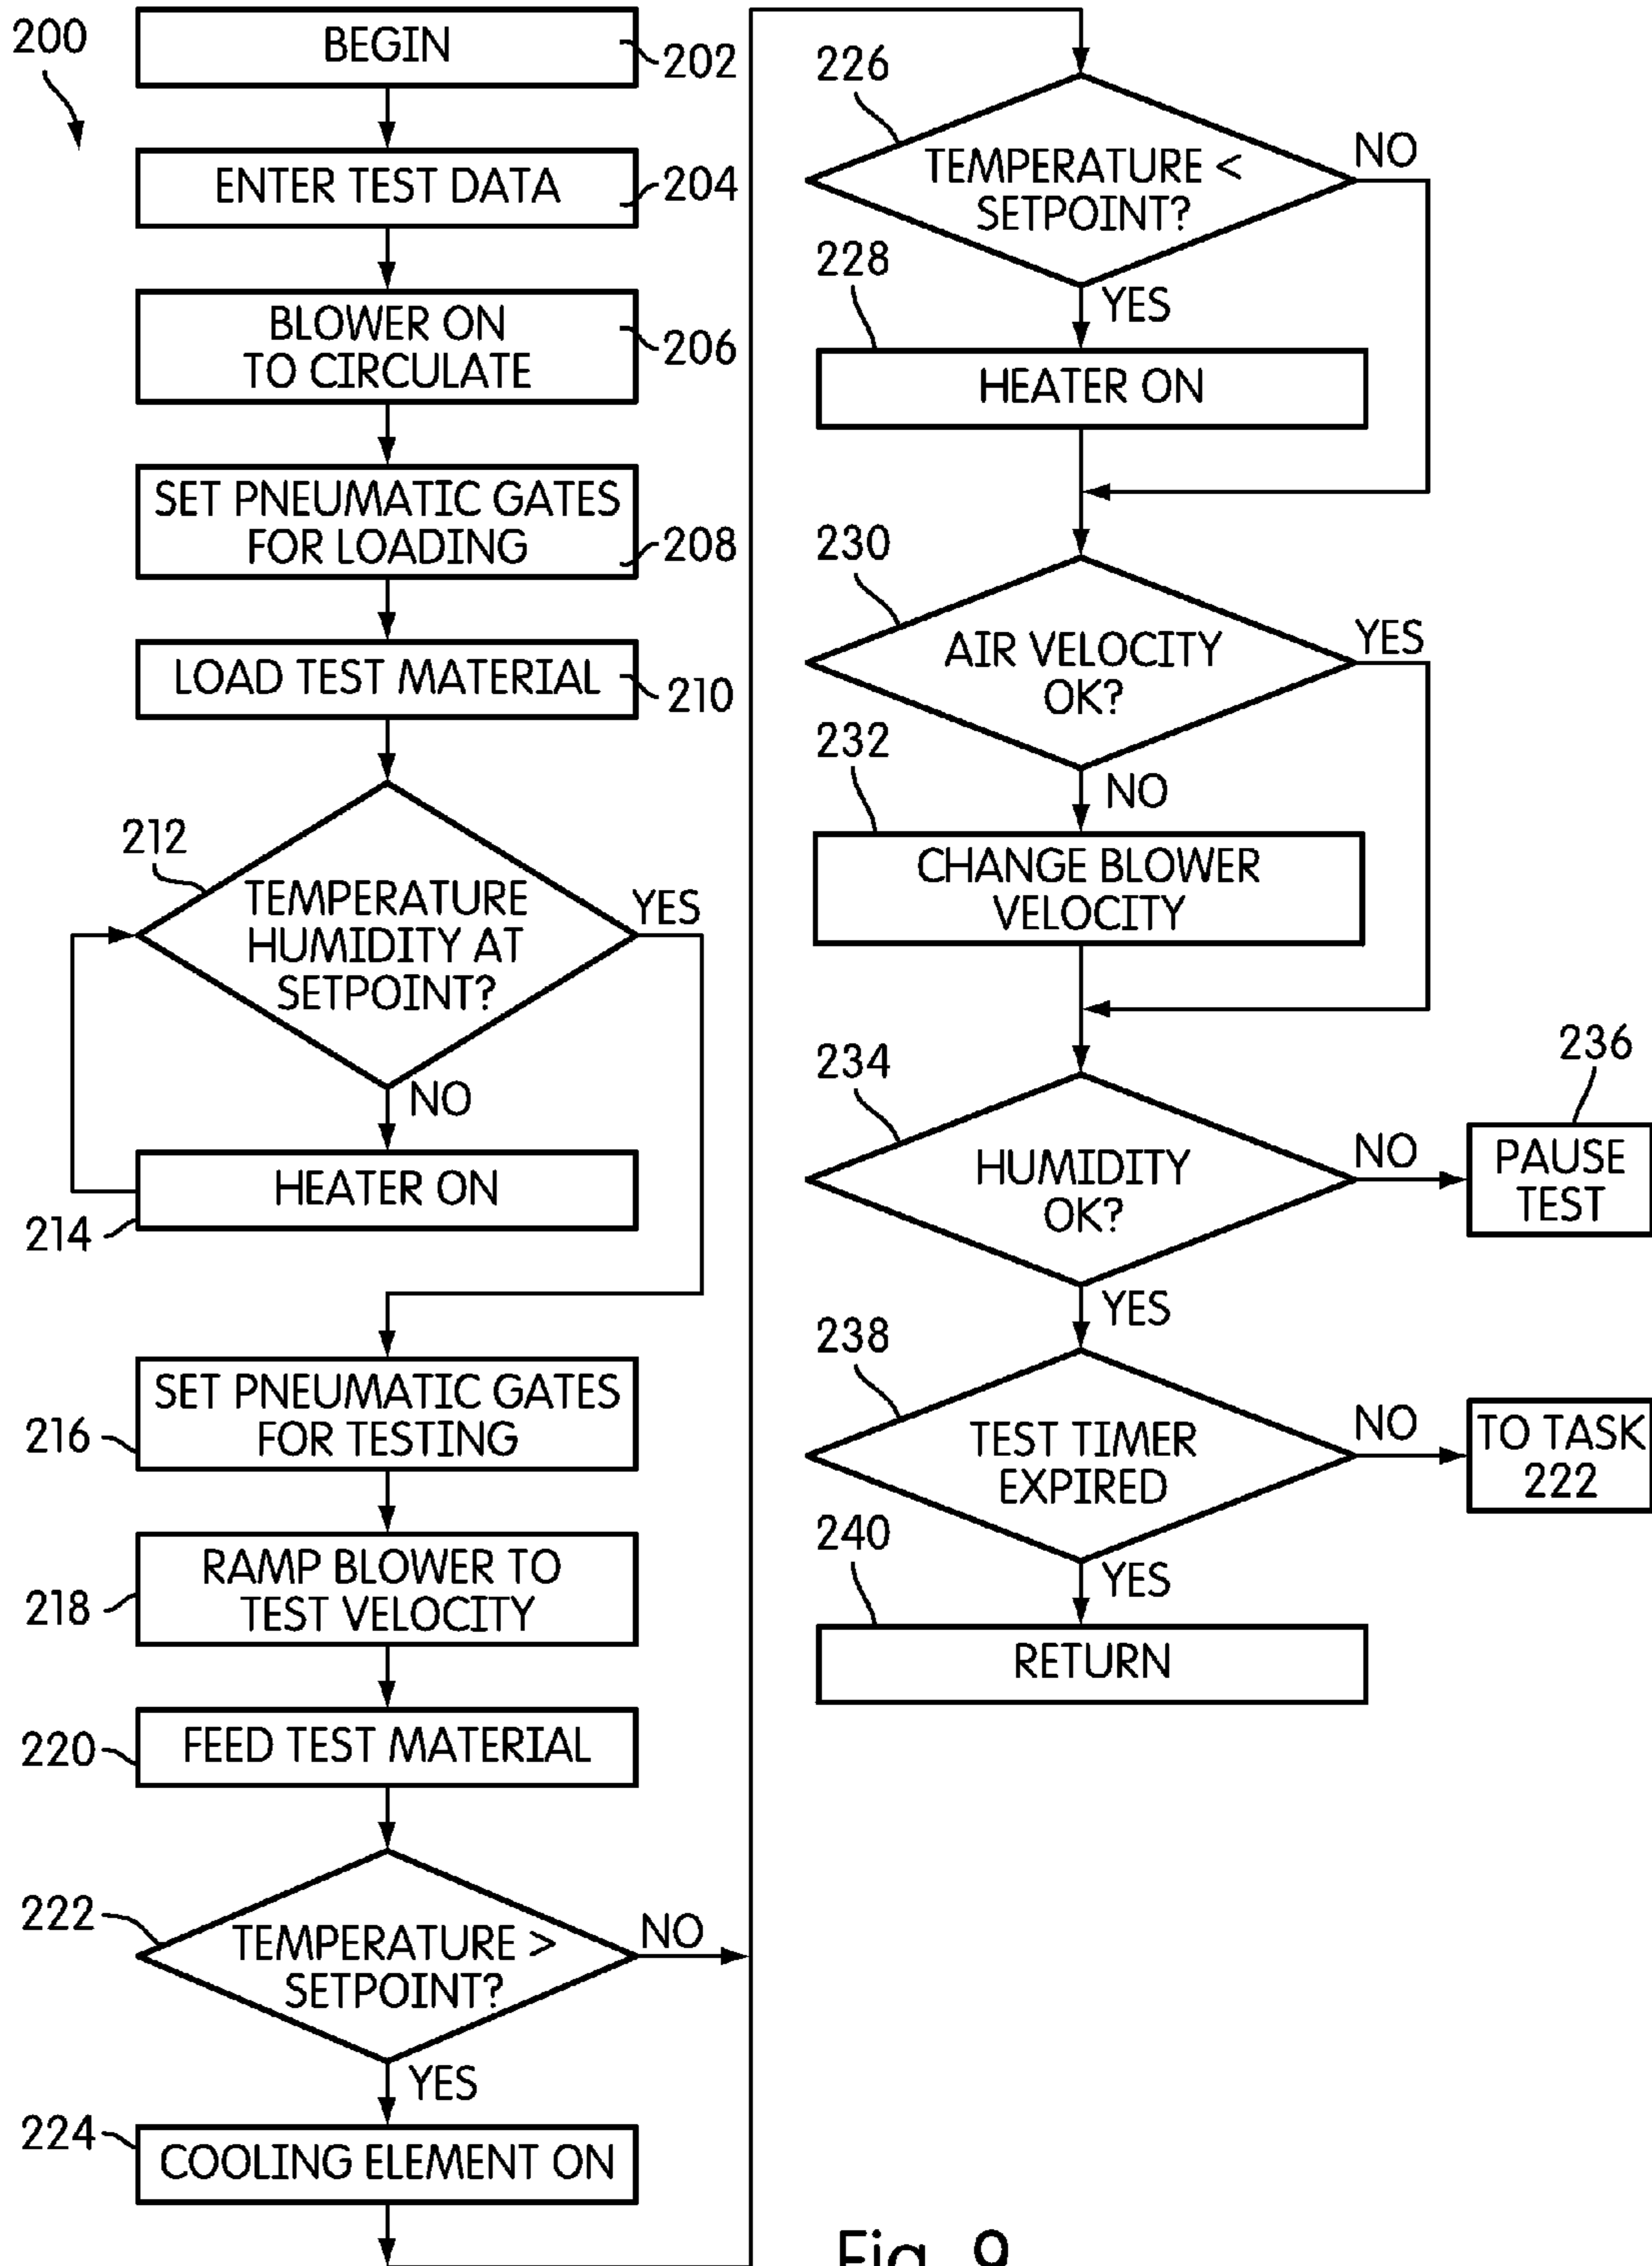 200
BEGIN
202
ENTER TEST DATA
204
BLOWER ON
TO CIRCULATE
206
SET PNEUMATIC GATES
FOR LOADING
208
LOAD TEST MATERIAL
210
212
TEMPERATURE
HUMIDITY AT
SETPOINT?
YES
NO
HEATER ON
214
SET PNEUMATIC GATES
FOR TESTING
216
RAMP BLOWER TO
TEST VELOCITY
218
FEED TEST MATERIAL
220
222
TEMPERATURE >
SETPOINT?
NO
YES
224
COOLING ELEMENT ON
226
TEMPERATURE <
SETPOINT?
NO
YES
228
HEATER ON
230
AIR VELOCITY
OK?
YES
NO
232
CHANGE BLOWER
VELOCITY
234
HUMIDITY
OK?
NO
236
PAUSE
TEST
YES
238
TEST TIMER
EXPIRED
NO
TO TASK
222
YES
240
RETURN
Fig. 9